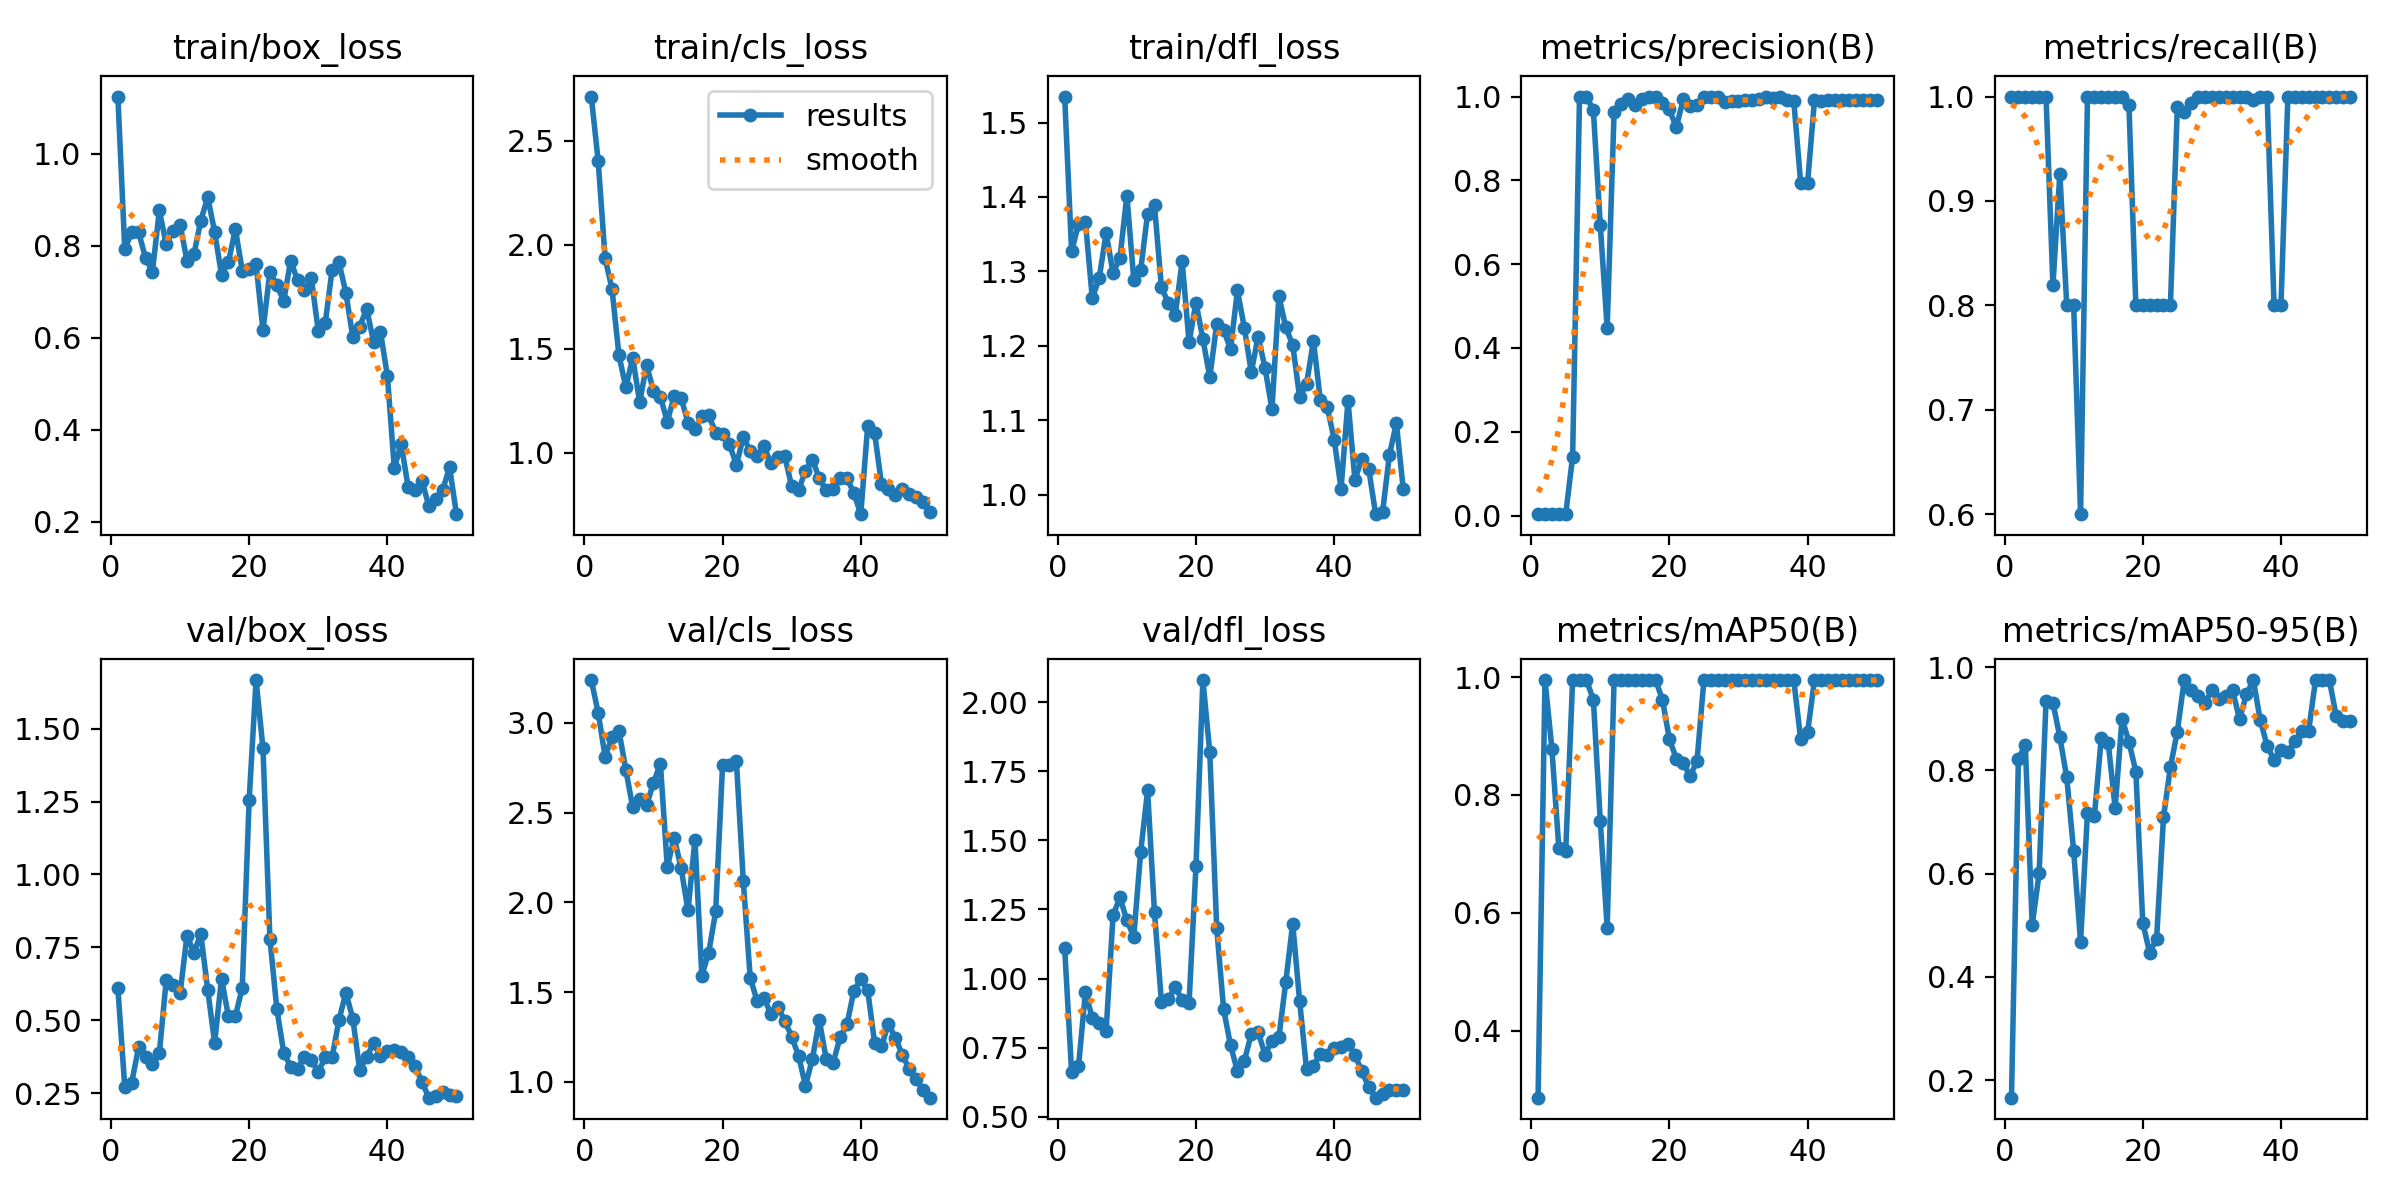 train/box_loss
train/cls_loss
train/dfl_loss
metrics/precision(B)
metrics/recall(B)
results
smooth
1.0
0.8
0.6
0.4
0.2
0 20 40
2.5
2.0
1.5
1.0
0 20 40
1.5
1.4
1.3
1.2
1.1
1.0
0 20 40
1.0
0.8
0.6
0.4
0.2
0.0
0 20 40
1.0
0.9
0.8
0.7
0.6
0 20 40
val/box_loss
val/cls_loss
val/dfl_loss
metrics/mAP50(B)
metrics/mAP50-95(B)
1.50
1.25
1.00
0.75
0.50
0.25
0 20 40
3.0
2.5
2.0
1.5
1.0
0 20 40
2.00
1.75
1.50
1.25
1.00
0.75
0.50
0 20 40
1.0
0.8
0.6
0.4
0 20 40
1.0
0.8
0.6
0.4
0.2
0 20 40